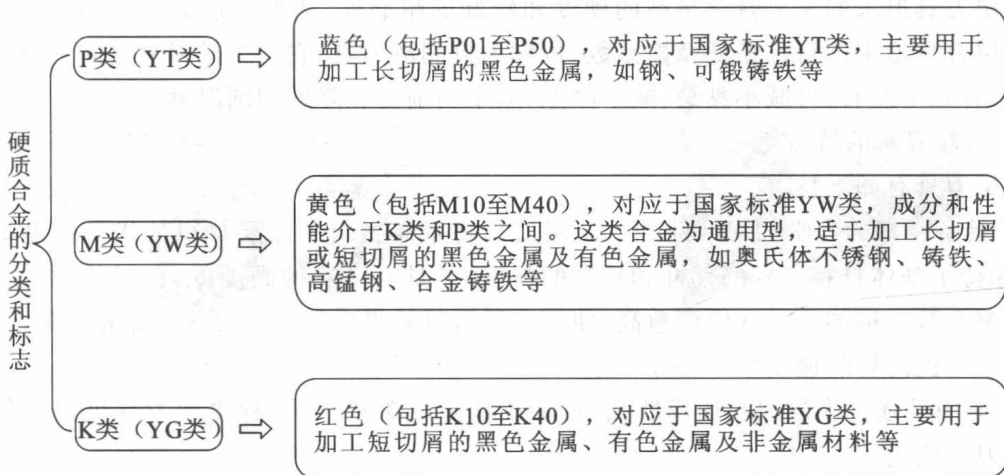 硬质合金的分类和标志
P类（YT类）
蓝色（包括P01至P50），对应于国家标准YT类，主要用于
加工长切屑的黑色金属，如钢、可锻铸铁等
M类（YW类）
黄色（包括M10至M40），对应于国家标准YW类，成分和性
能介于K类和P类之间。这类合金为通用型，适于加工长切屑
或短切屑的黑色金属及有色金属，如奥氏体不锈钢、铸铁、
高锰钢、合金铸铁等
K类（YG类）
红色（包括K10至K40），对应于国家标准YG类，主要用于
加工短切屑的黑色金属、有色金属及非金属材料等